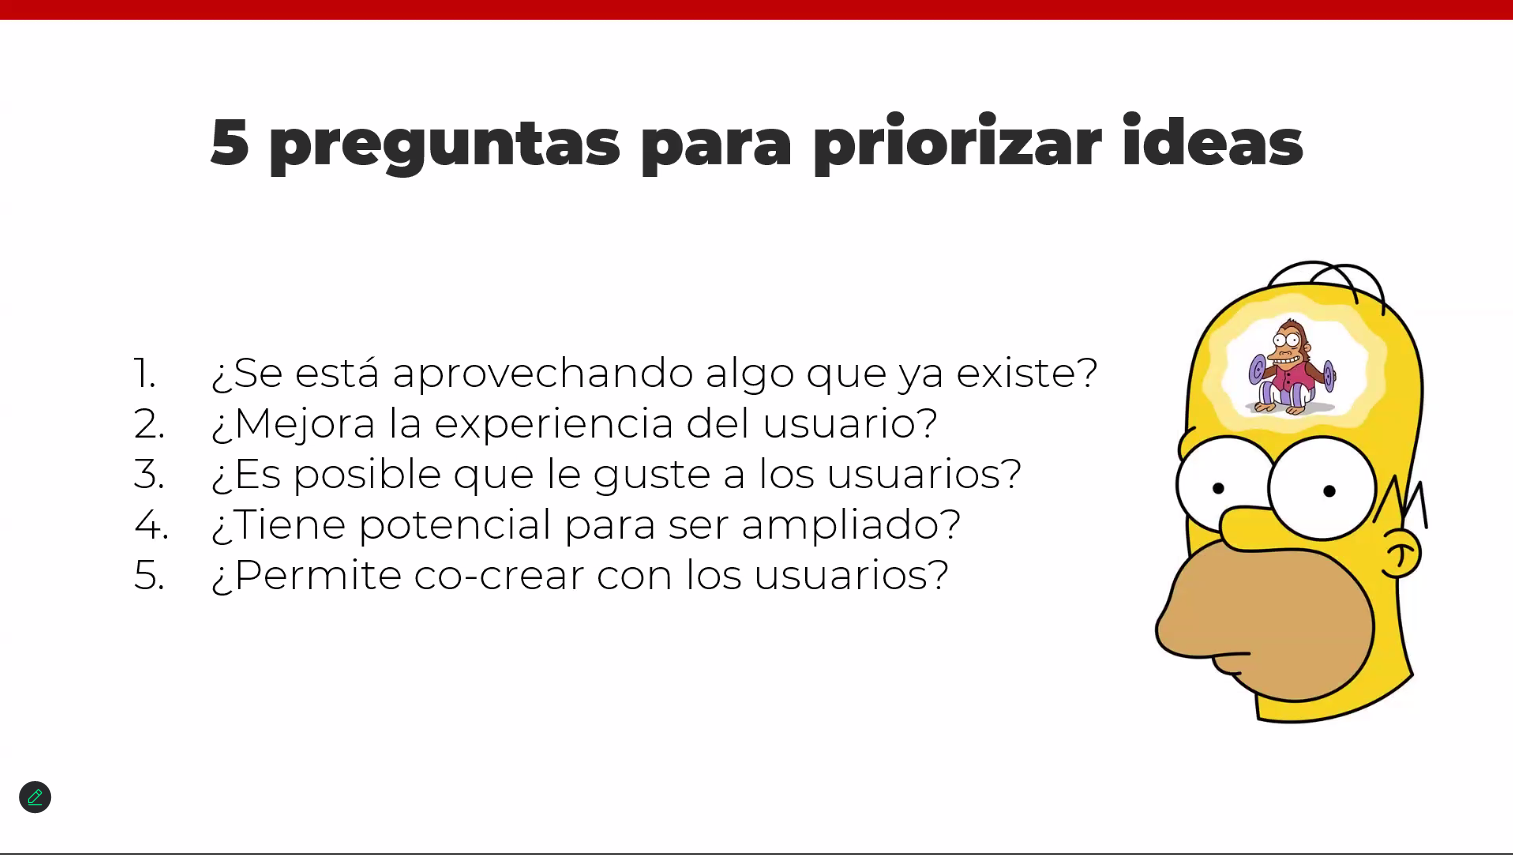 5 preguntas para priorizar ideas
1. ¿Se está aprovechando algo que ya existe?
2. ¿Mejora la experiencia del usuario?
3. ¿Es posible que le guste a los usuarios?
4. ¿Tiene potencial para ser ampliado?
5. ¿Permite co-crear con los usuarios?